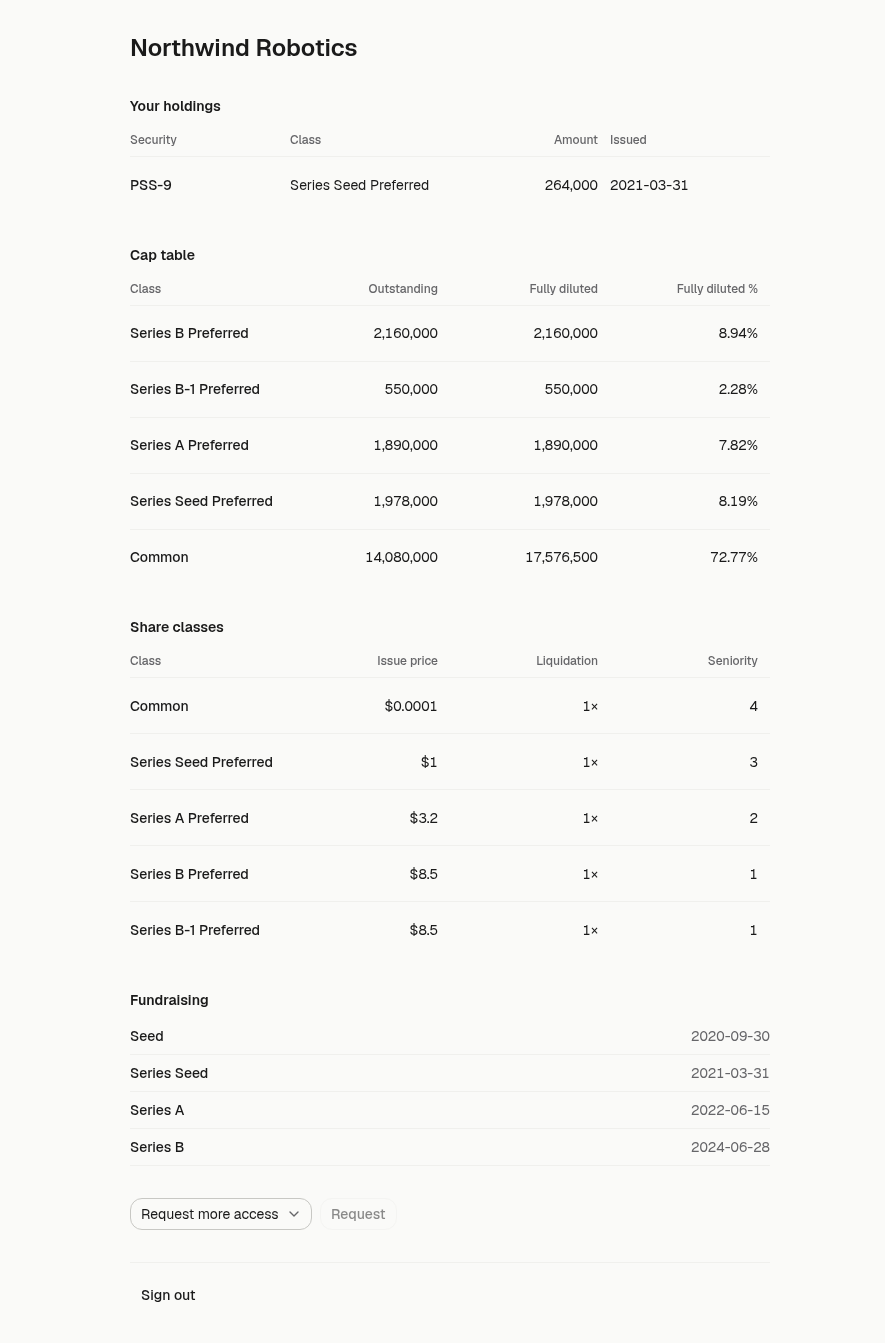 Northwind Robotics
Your holdings
Security Class Amount Issued
PSS-9 Series Seed Preferred 264,000 2021-03-31
Cap table
Class Outstanding Fully diluted Fully diluted %
Series B Preferred 2,160,000 2,160,000 8.94%
Series B-1 Preferred 550,000 550,000 2.28%
Series A Preferred 1,890,000 1,890,000 7.82%
Series Seed Preferred 1,978,000 1,978,000 8.19%
Common 14,080,000 17,576,500 72.77%
Share classes
Class Issue price Liquidation Seniority
Common $0.0001 1× 4
Series Seed Preferred $1 1× 3
Series A Preferred $3.2 1× 2
Series B Preferred $8.5 1× 1
Series B-1 Preferred $8.5 1× 1
Fundraising
Seed 2020-09-30
Series Seed 2021-03-31
Series A 2022-06-15
Series B 2024-06-28
Request more access Request
Sign out